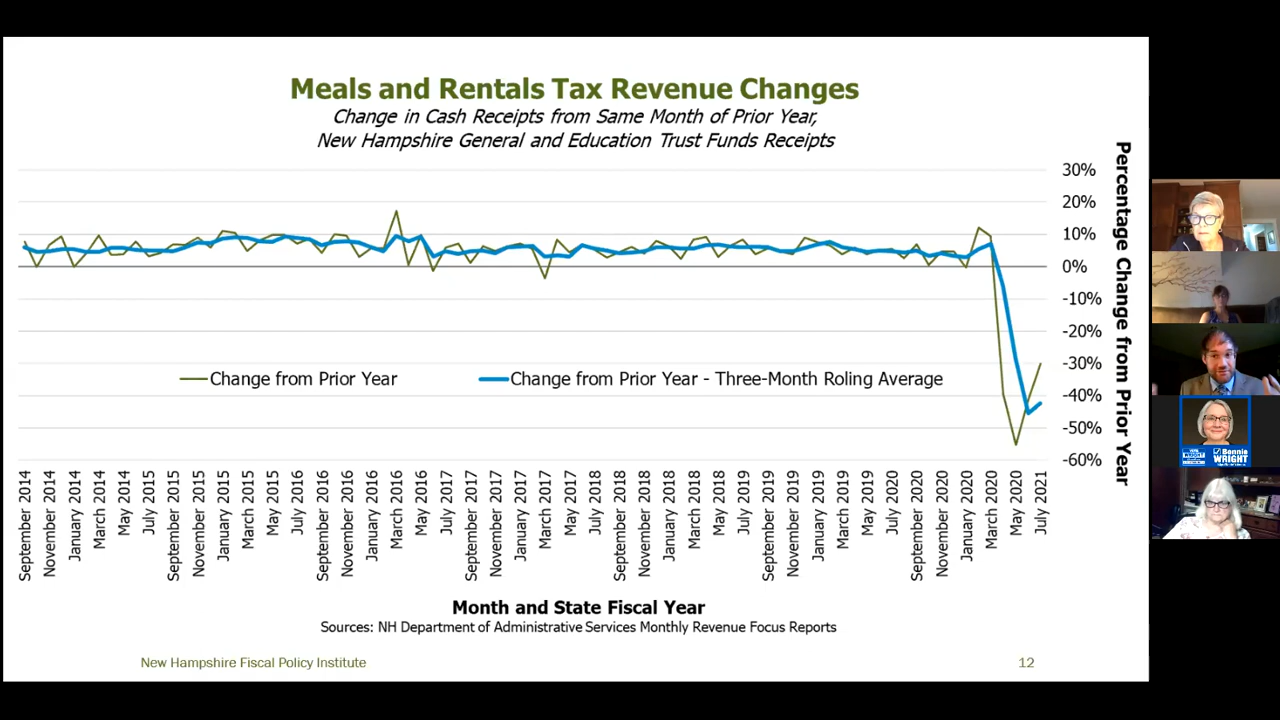 Meals and Rentals Tax Revenue Changes
Change in Cash Receipts from Same Month of Prior Year,
New Hampshire General and Education Trust Funds Receipts
30%
20%
10%
0%
-10%
-20%
-30%
-40%
-50%
-60%
Percentage Change from Prior Year
Change from Prior Year
Change from Prior Year - Three-Month Roling Average
September 2014
November 2014
January 2014
March 2014
May 2014
July 2015
September 2015
November 2015
January 2015
March 2015
May 2015
July 2016
September 2016
November 2016
January 2016
March 2016
May 2016
July 2017
September 2017
November 2017
January 2017
March 2017
May 2017
July 2018
September 2018
November 2018
January 2018
March 2018
May 2018
July 2019
September 2019
November 2019
January 2019
March 2019
May 2019
July 2020
September 2020
November 2020
January 2020
March 2020
May 2020
July 2021
Month and State Fiscal Year
Sources: NH Department of Administrative Services Monthly Revenue Focus Reports
New Hampshire Fiscal Policy Institute
12
WRIGHT
Bonnie
WRIGHT